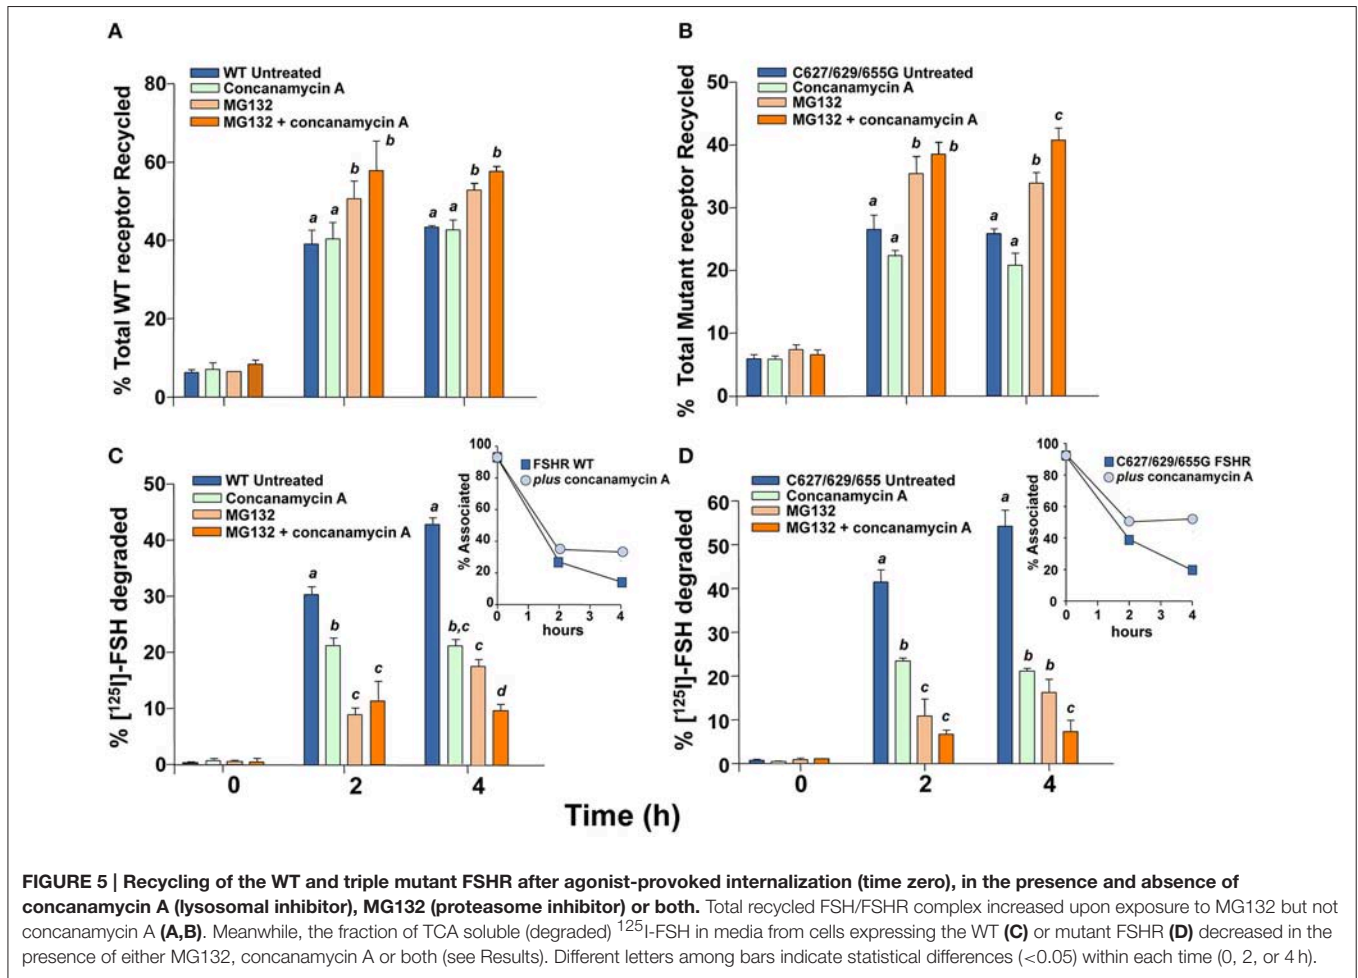 A
% Total WT receptor Recycled
80
60
40
20
0
WT Untreated
Concanamycin A
MG132
MG132 + concanamycin A
a a b b
a a b b
B
% Total Mutant receptor Recycled
50
40
30
20
10
0
C627/629/655G Untreated
Concanamycin A
MG132
MG132 + concanamycin A
a a b b
a a b c
C
% [125I]-FSH degraded
50
40
30
20
10
0
WT Untreated
Concanamycin A
MG132
MG132 + concanamycin A
a b c c
a b,c c d
0 2 4
% Associated
100
80
60
40
20
0
FSHR WT
plus concanamycin A
0 2 3 4
hours
D
% [125I]-FSH degraded
60
50
40
30
20
10
0
C627/629/655 Untreated
Concanamycin A
MG132
MG132 + concanamycin A
a b c c
a b b c
0 2 4
% Associated
100
80
60
40
20
0
C627/629/655G FSHR
plus concanamycin A
0 1 2 3 4
hours
Time (h)
FIGURE 5 | Recycling of the WT and triple mutant FSHR after agonist-provoked internalization (time zero), in the presence and absence of
concanamycin A (lysosomal inhibitor), MG132 (proteasome inhibitor) or both. Total recycled FSH/FSHR complex increased upon exposure to MG132 but not
concanamycin A (A,B). Meanwhile, the fraction of TCA soluble (degraded) 125I-FSH in media from cells expressing the WT (C) or mutant FSHR (D) decreased in the
presence of either MG132, concanamycin A or both (see Results). Different letters among bars indicate statistical differences (<0.05) within each time (0, 2, or 4 h).